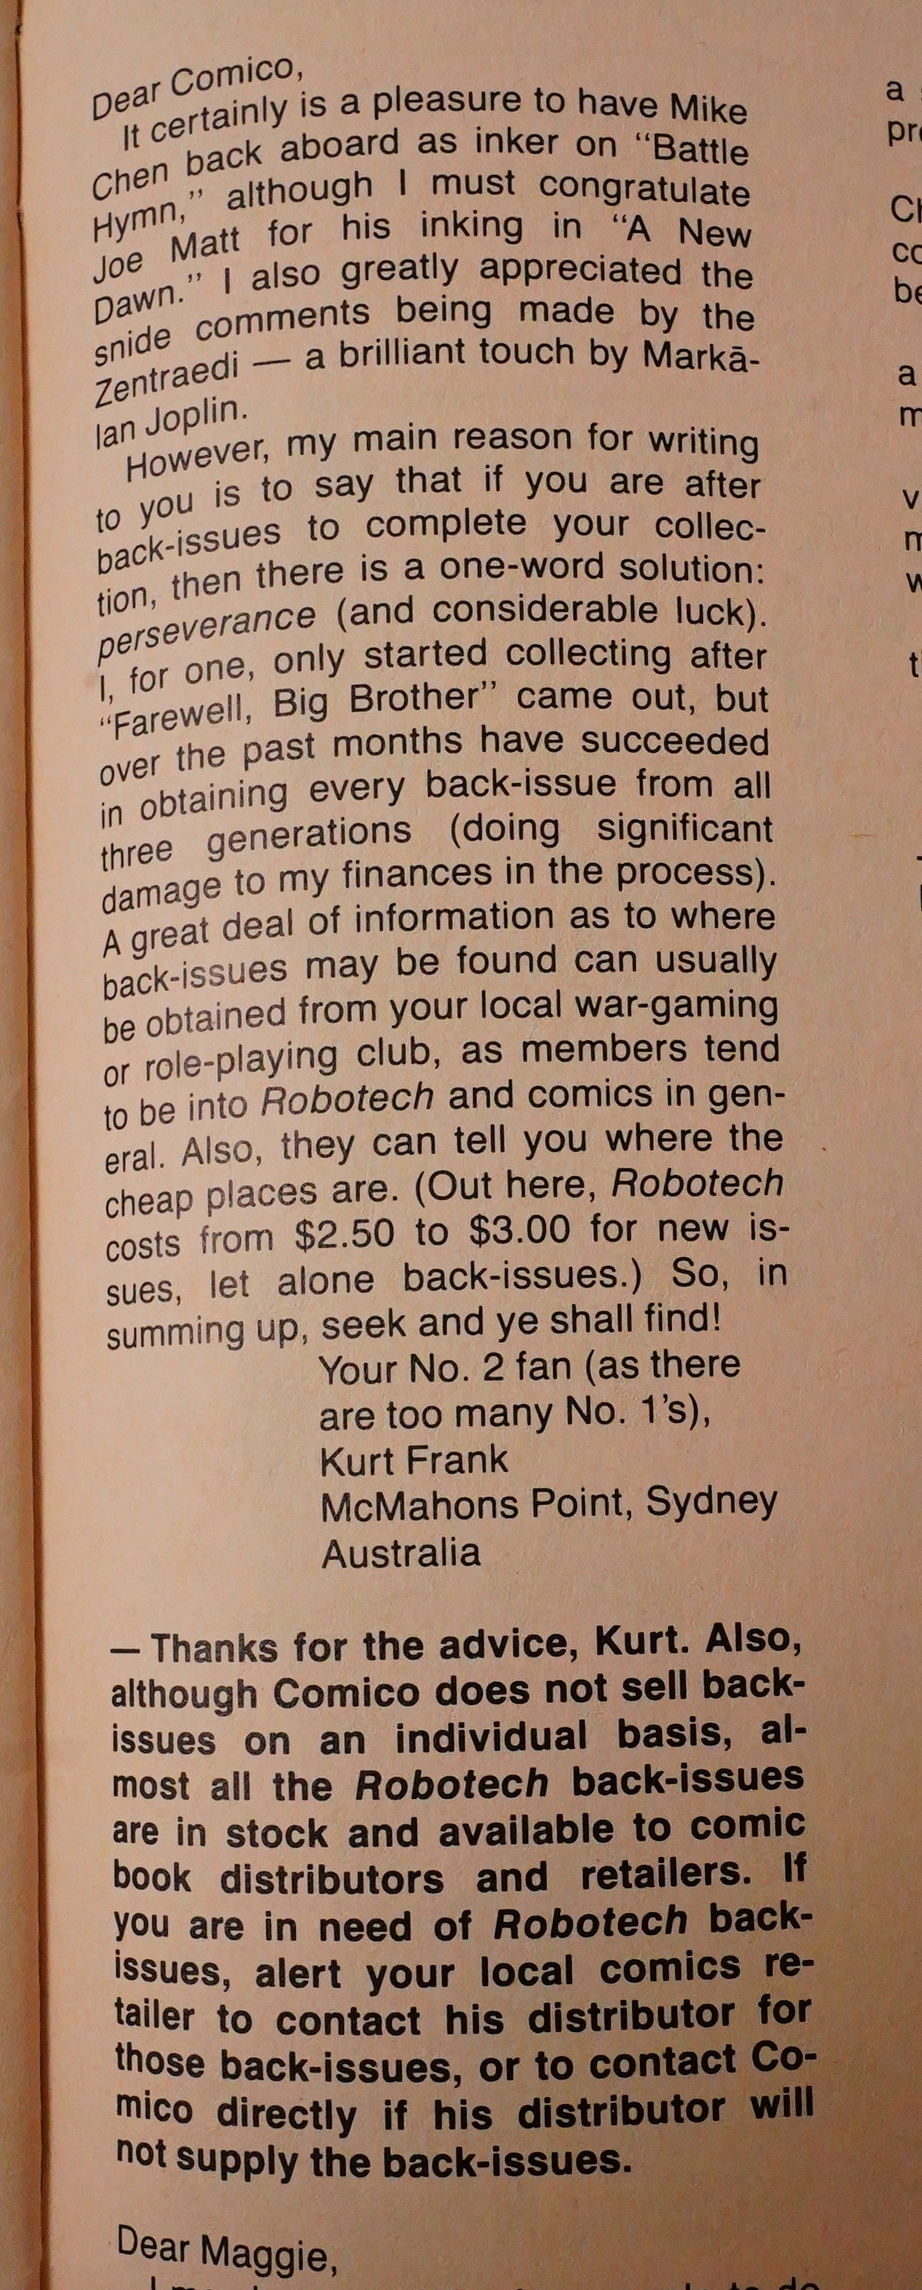 Dear Comico,
It certainly is a pleasure to have Mike
Chen back aboard as inker on “Battle
Hymn,” although I must congratulate
Joe Matt for his inking in “A New
Dawn.” I also greatly appreciated the
snide comments being made by the
Zentraedi — a brilliant touch by Markā-
Ian Joplin.
However, my main reason for writing
to you is to say that if you are after
back-issues to complete your collec-
tion, then there is a one-word solution:
perseverance (and considerable luck).
I, for one, only started collecting after
“Farewell, Big Brother” came out, but
over the past months have succeeded
in obtaining every back-issue from all
three generations (doing significant
damage to my finances in the process).
A great deal of information as to where
back-issues may be found can usually
be obtained from your local war-gaming
or role-playing club, as members tend
to be into Robotech and comics in gen-
eral. Also, they can tell you where the
cheap places are. (Out here, Robotech
costs from $2.50 to $3.00 for new is-
sues, let alone back-issues.) So, in
summing up, seek and ye shall find!
Your No. 2 fan (as there
are too many No. 1’s),
Kurt Frank
McMahons Point, Sydney
Australia
— Thanks for the advice, Kurt. Also,
although Comico does not sell back-
issues on an individual basis, al-
most all the Robotech back-issues
are in stock and available to comic
book distributors and retailers. If
you are in need of Robotech back-
issues, alert your local comics re-
tailer to contact his distributor for
those back-issues, or to contact Co-
mico directly if his distributor will
not supply the back-issues.
Dear Maggie,